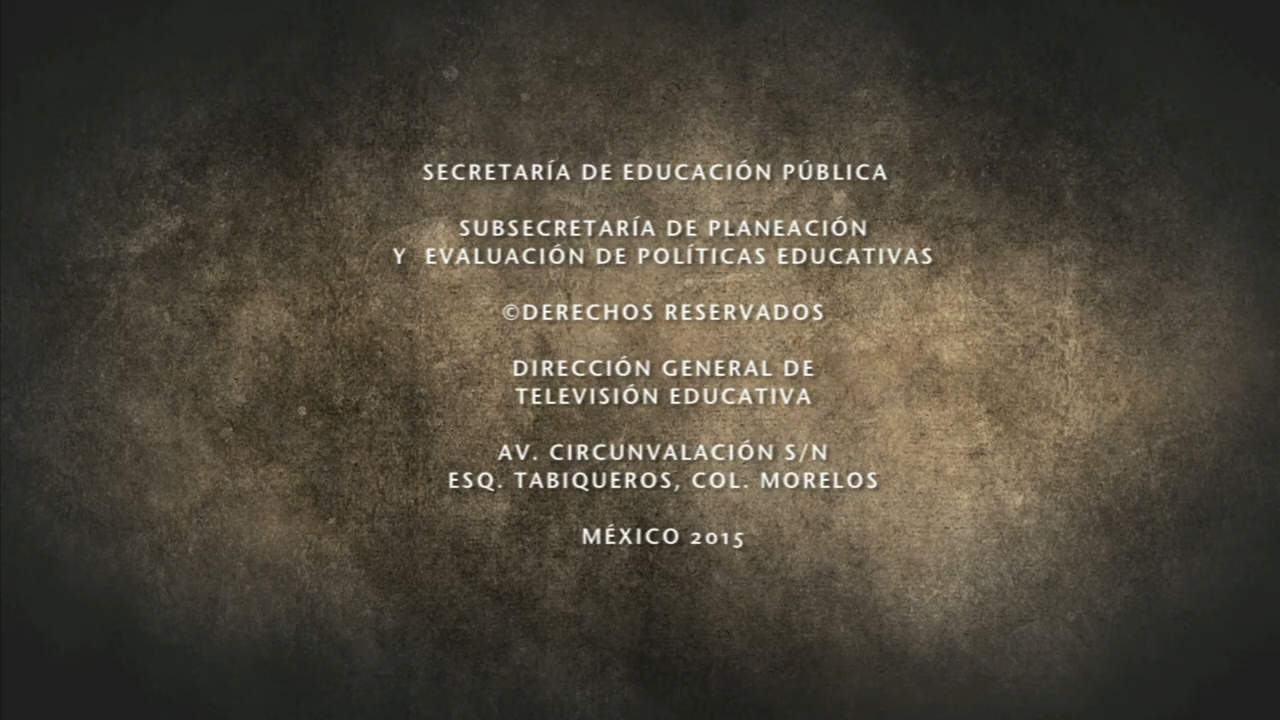 SECRETARÍA DE EDUCACIÓN PÚBLICA
SUBSECRETARÍA DE PLANEACIÓN
Y EVALUACIÓN DE POLÍTICAS EDUCATIVAS
©DERECHOS RESERVADOS
DIRECCIÓN GENERAL DE
TELEVISIÓN EDUCATIVA
AV. CIRCUNVALACIÓN S/N
ESQ. TABIQUEROS, COL. MORELOS
MÉXICO 2015